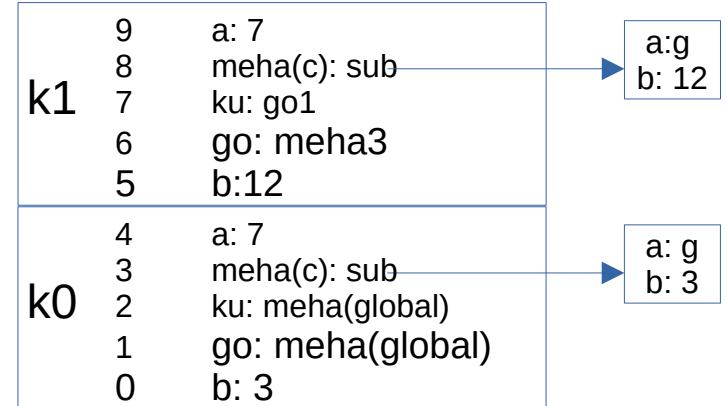 9 a: 7
8 meha(c): sub
k1
7 ku: go1
6 go: meha3
5 b:12
a:g
b: 12
4 a: 7
3 meha(c): sub
k0
2 ku: meha(global)
1 go: meha(global)
0 b: 3
a: g
b: 3